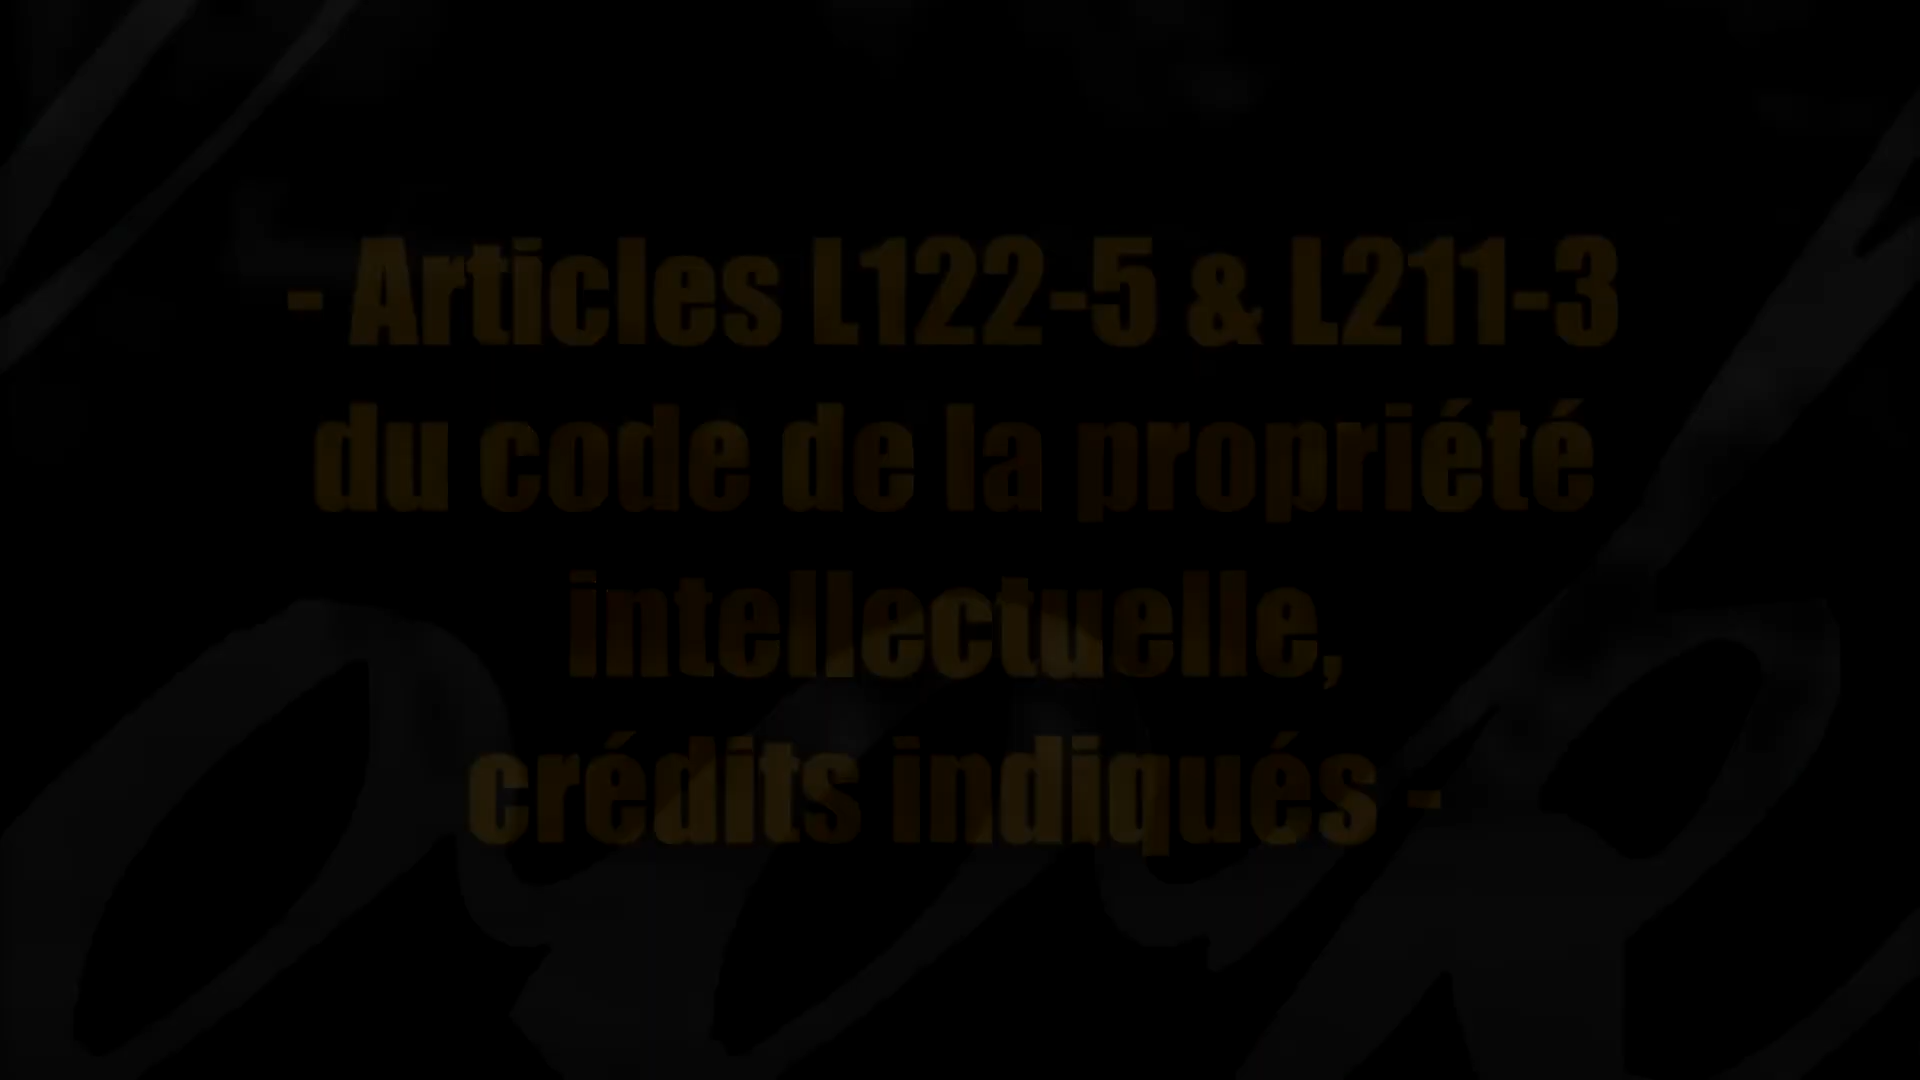 - Articles L122-5 & L211-3
du code de la propriété
intellectuelle,
crédits indiqués -